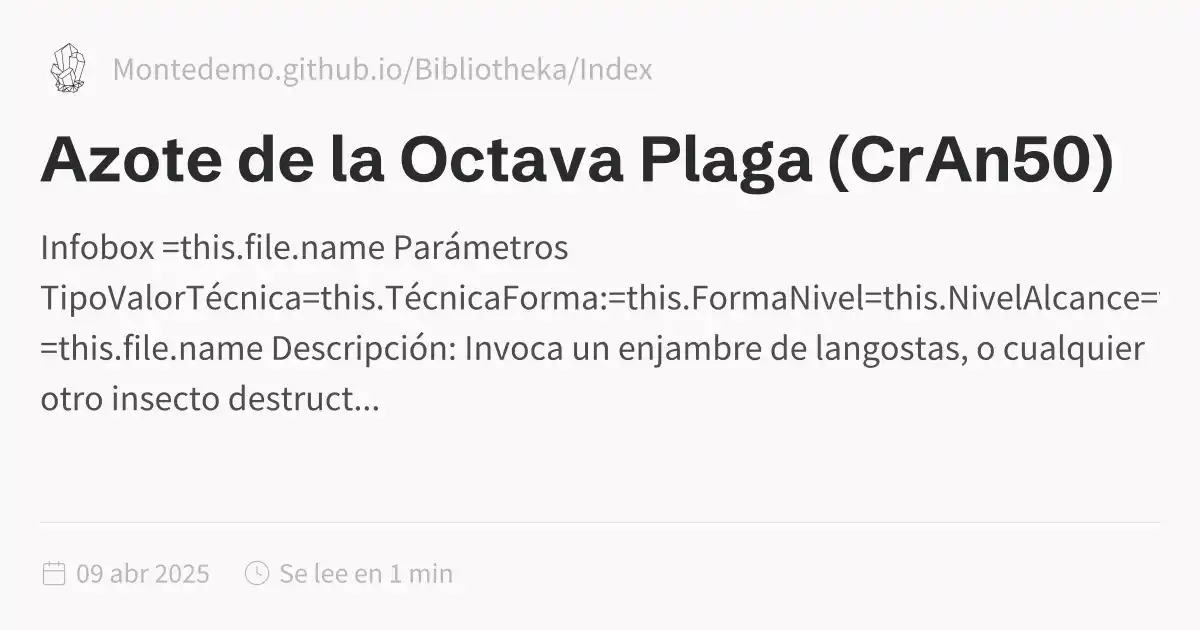 Montedemo.github.io/Bibliotheka/Index
Azote de la Octava Plaga (CrAn50)
Infobox =this.file.name Parámetros
TipoValorTécnica=this.TécnicaForma:=this.FormaNivel=this.NivelAlcance=
=this.file.name Descripción: Invoca un enjambre de langostas, o cualquier
otro insecto destruct...
09 abr 2025 Se lee en 1 min